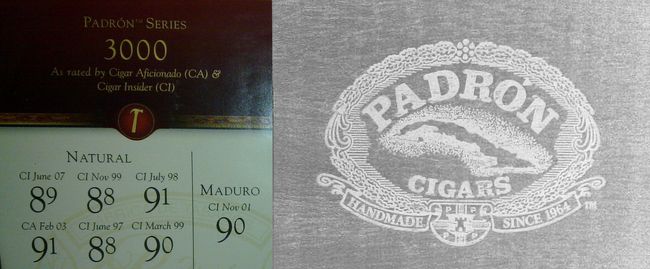 PADRÓN™ SERIES
3000
As rated by Cigar Aficionado (CA) &
Cigar Insider (CI)
NATURAL
CI June 07 CI Nov 99 CI July 98
89 88 91
CA Feb 03 CI June 97 CI March 99
91 88 90
MADURO
CI Nov 01
90
PADRÓN
CIGARS
HANDMADE SINCE 1964 ™